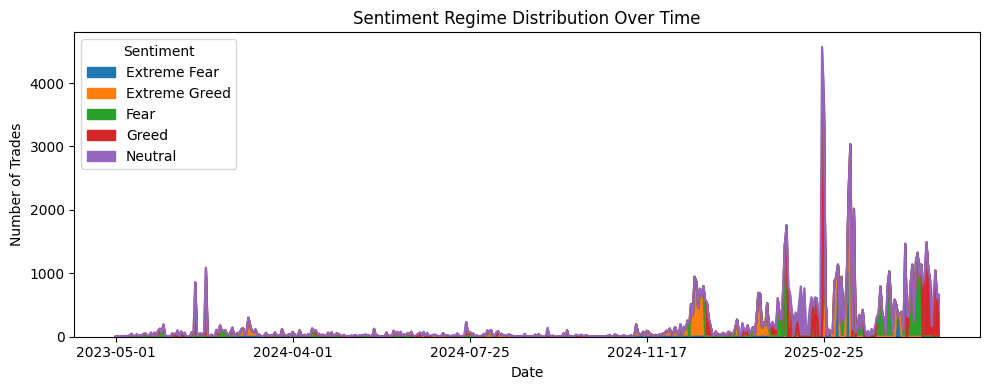 Sentiment Regime Distribution Over Time
Sentiment
Extreme Fear
Extreme Greed
Fear
Greed
Neutral
Number of Trades
4000
3000
2000
1000
0
2023-05-01
2024-04-01
2024-07-25
2024-11-17
2025-02-25
Date